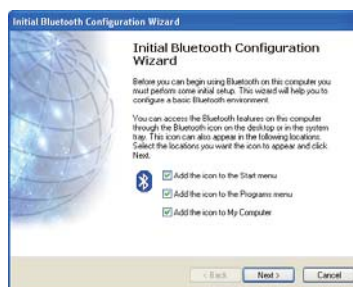 Initial Bluetooth Configuration Wizard
Initial Bluetooth Configuration
Wizard
Before you can begin using Bluetooth on this computer you
must perform some initial setup. This wizard will help you to
configure a basic Bluetooth environment.
You can access the Bluetooth features on this computer
through the Bluetooth icon on the desktop or in the system
tray. This icon can also appear in the following locations.
Select the locations you want the icon to appear and click
Next.
Add the icon to the Start menu
Add the icon to the Programs menu
Add the icon to My Computer
< Back Next > Cancel